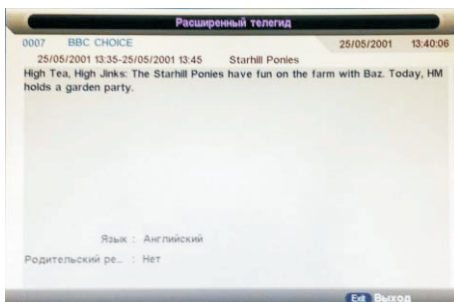 Расширенный телегид
0007 BBC CHOICE 25/05/2001 13:40:06
25/05/2001 13:35-25/05/2001 13:45 Starhill Ponies
High Tea, High Jinks: The Starhill Ponies have fun on the farm with Baz. Today, HM
holds a garden party.
Язык : Английский
Родительский ре... : Нет
Exit Выход